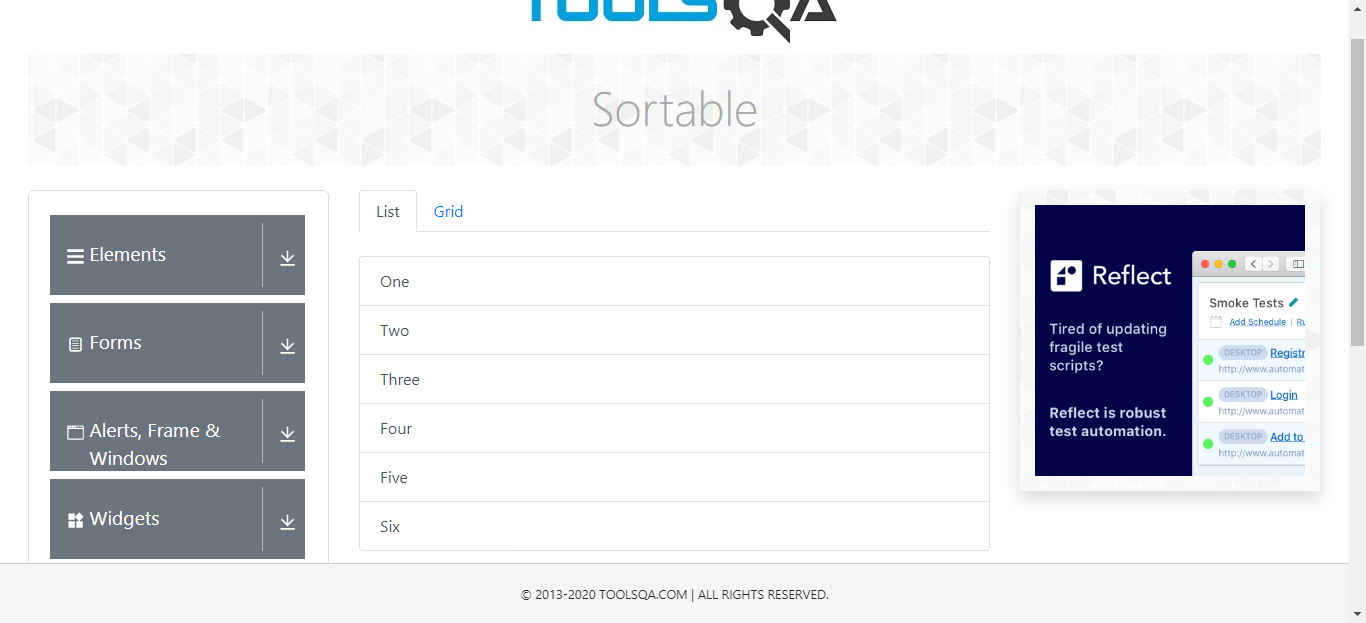 TOOLSQA
Sortable
Elements
Forms
Alerts, Frame &
Windows
Widgets
List
Grid
One
Two
Three
Four
Five
Six
Reflect
Tired of updating
fragile test
scripts?
Reflect is robust
test automation.
Smoke Tests
Add Schedule | Ru
DESKTOP Registr
http://www.automat
DESKTOP Login
http://www.automat
DESKTOP Add to
http://www.automat
© 2013-2020 TOOLSQA.COM | ALL RIGHTS RESERVED.